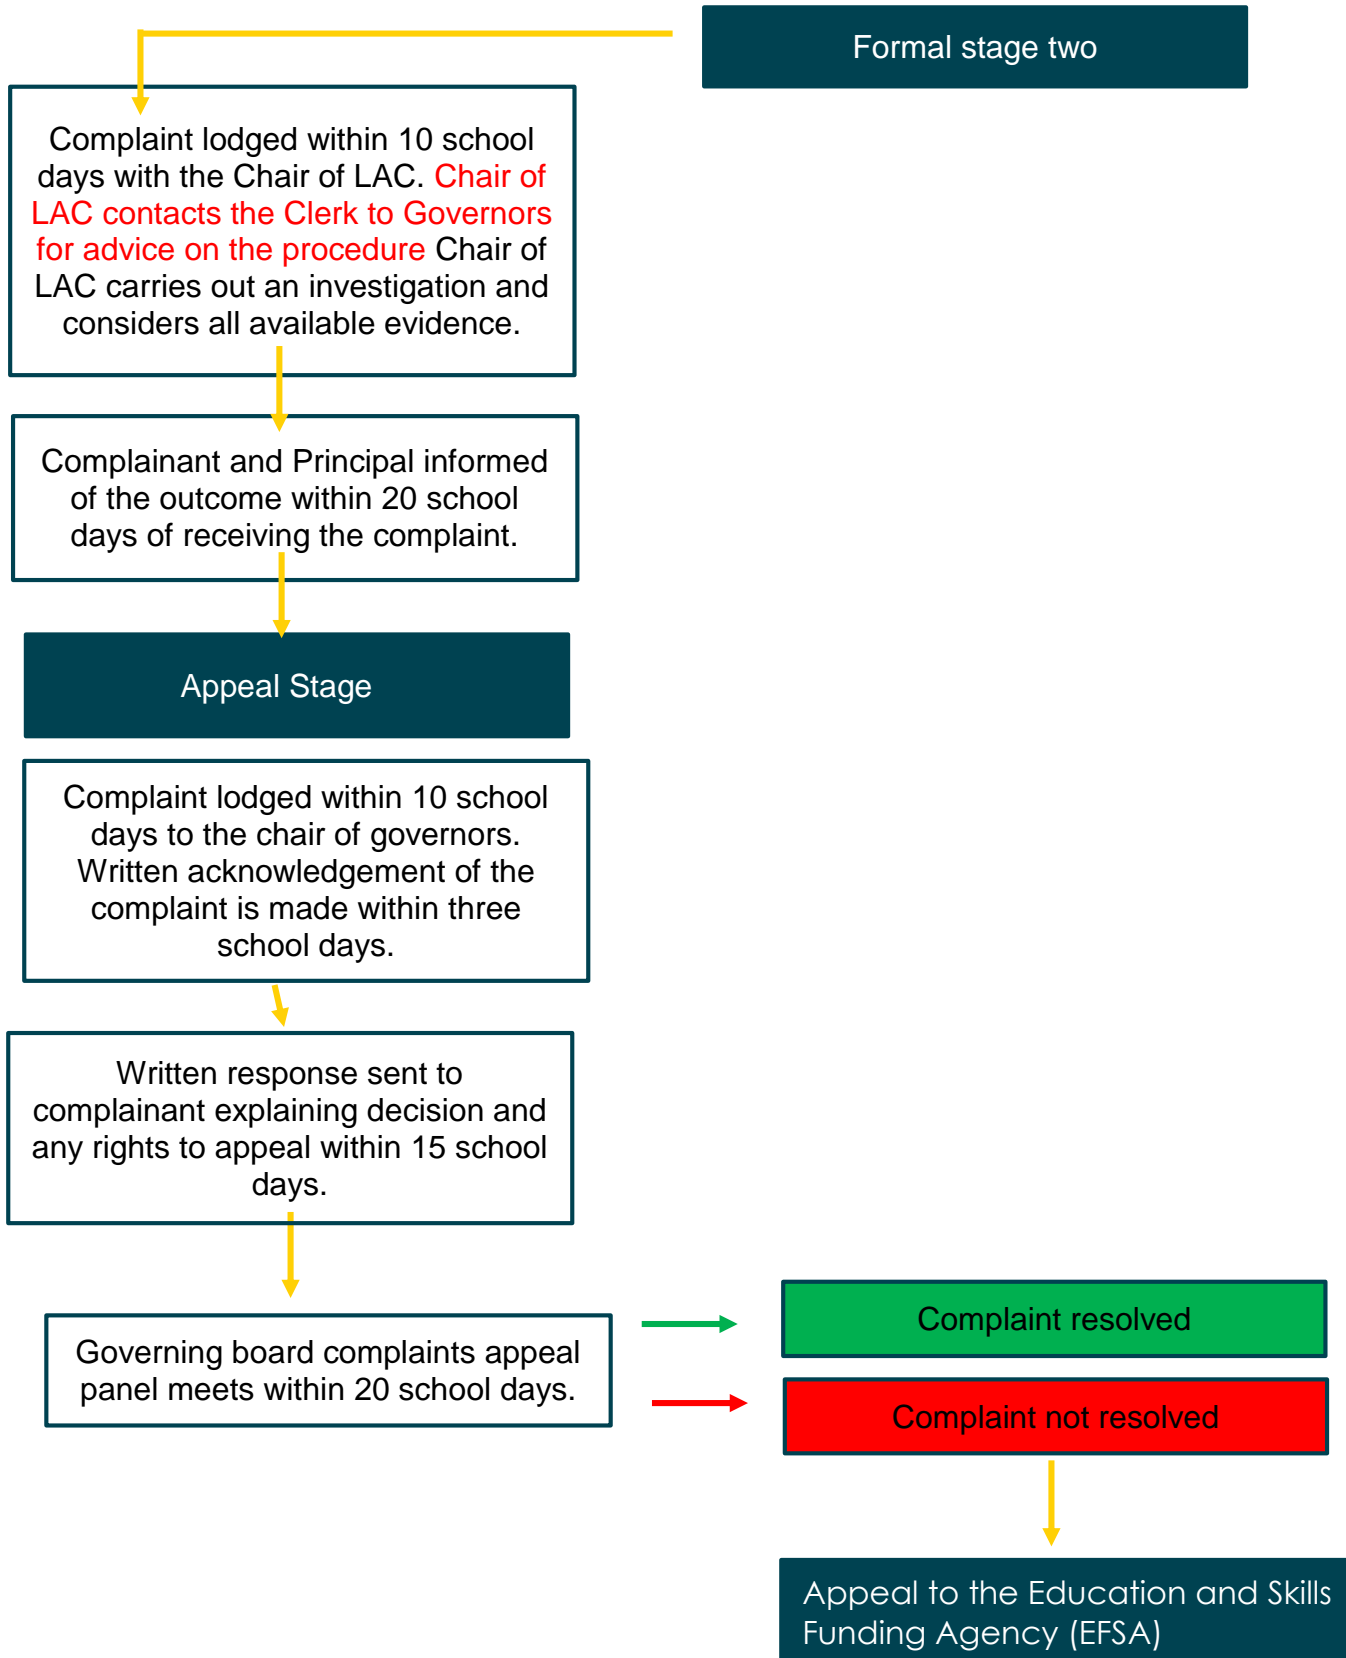 Formal stage two
Complaint lodged within 10 school
days with the Chair of LAC. Chair of
LAC contacts the Clerk to Governors
for advice on the procedure Chair of
LAC carries out an investigation and
considers all available evidence.
Complainant and Principal informed
of the outcome within 20 school
days of receiving the complaint.
Appeal Stage
Complaint lodged within 10 school
days to the chair of governors.
Written acknowledgement of the
complaint is made within three
school days.
Written response sent to
complainant explaining decision and
any rights to appeal within 15 school
days.
Governing board complaints appeal
panel meets within 20 school days.
Complaint resolved
Complaint not resolved
Appeal to the Education and Skills
Funding Agency (EFSA)